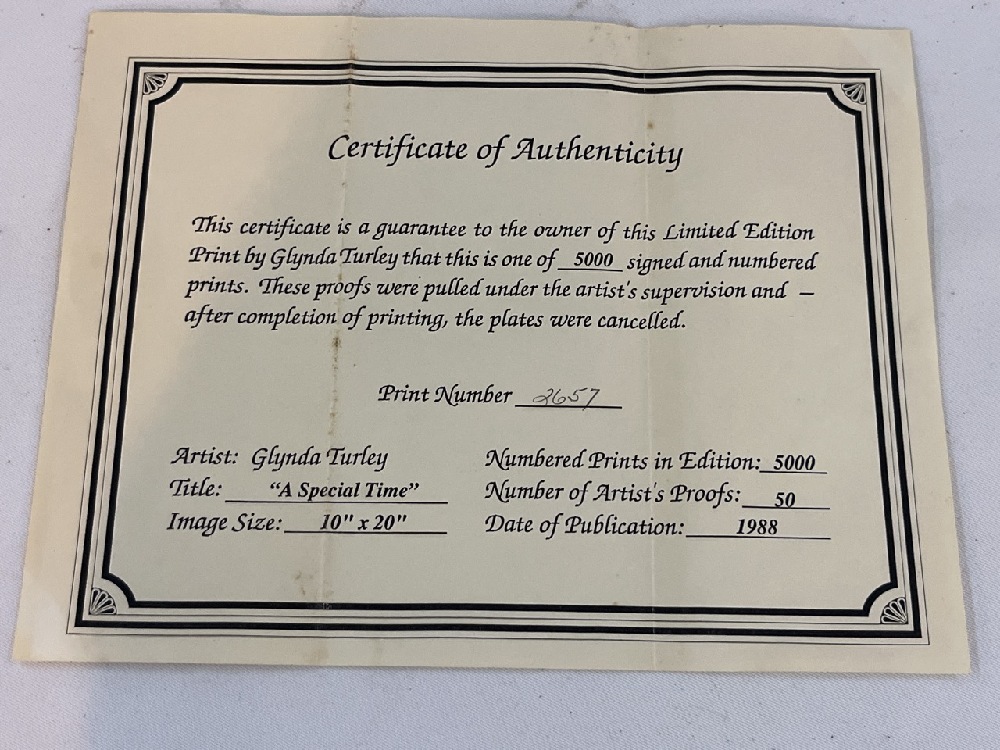 Certificate of Authenticity
This certificate is a guarantee to the owner of this Limited Edition
Print by Glynda Turley that this is one of 5000 signed and numbered
prints. These proofs were pulled under the artist's supervision and –
after completion of printing, the plates were cancelled.
Print Number 2657
Artist: Glynda Turley
Title: "A Special Time"
Image Size: 10" x 20"
Numbered Prints in Edition: 5000
Number of Artist's Proofs: 50
Date of Publication: 1988